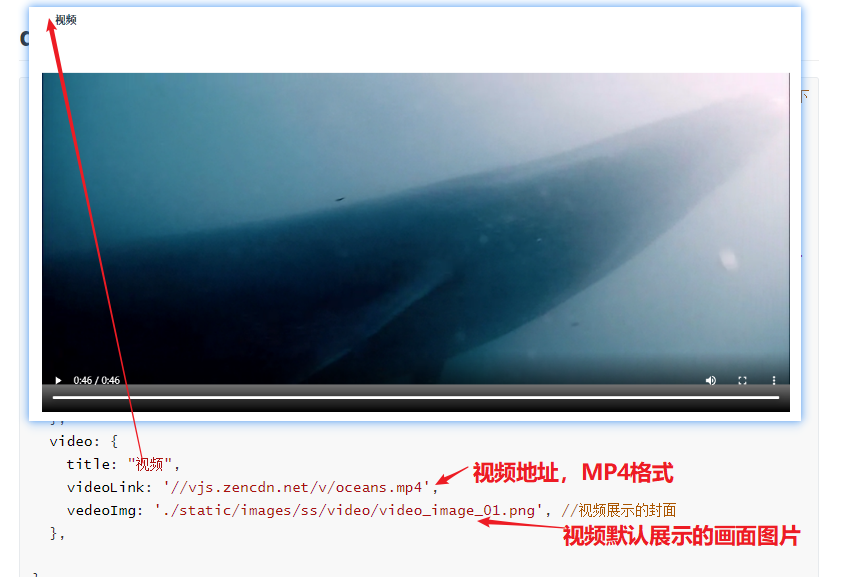 视频
0:46 / 0:46
video: {
title: "视频",
videoLink: '//vjs.zencdn.net/v/oceans.mp4',
视频地址，MP4格式
vedeoImg: './static/images/ss/video/video_image_01.png', //视频展示的封面
视频默认展示的画面图片
},